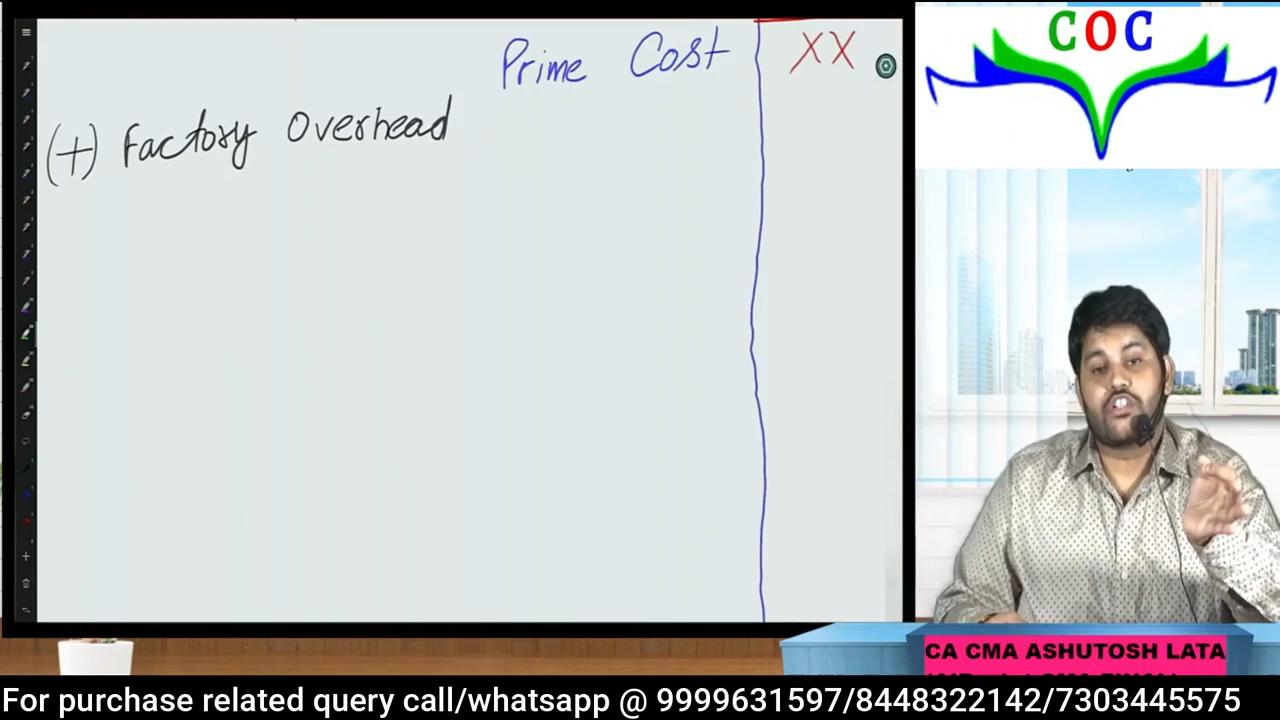 Prime Cost XX
(+) Factory Overhead
COC
CA CMA ASHUTOSH LATA
For purchase related query call/whatsapp @ 9999631597/8448322142/7303445575